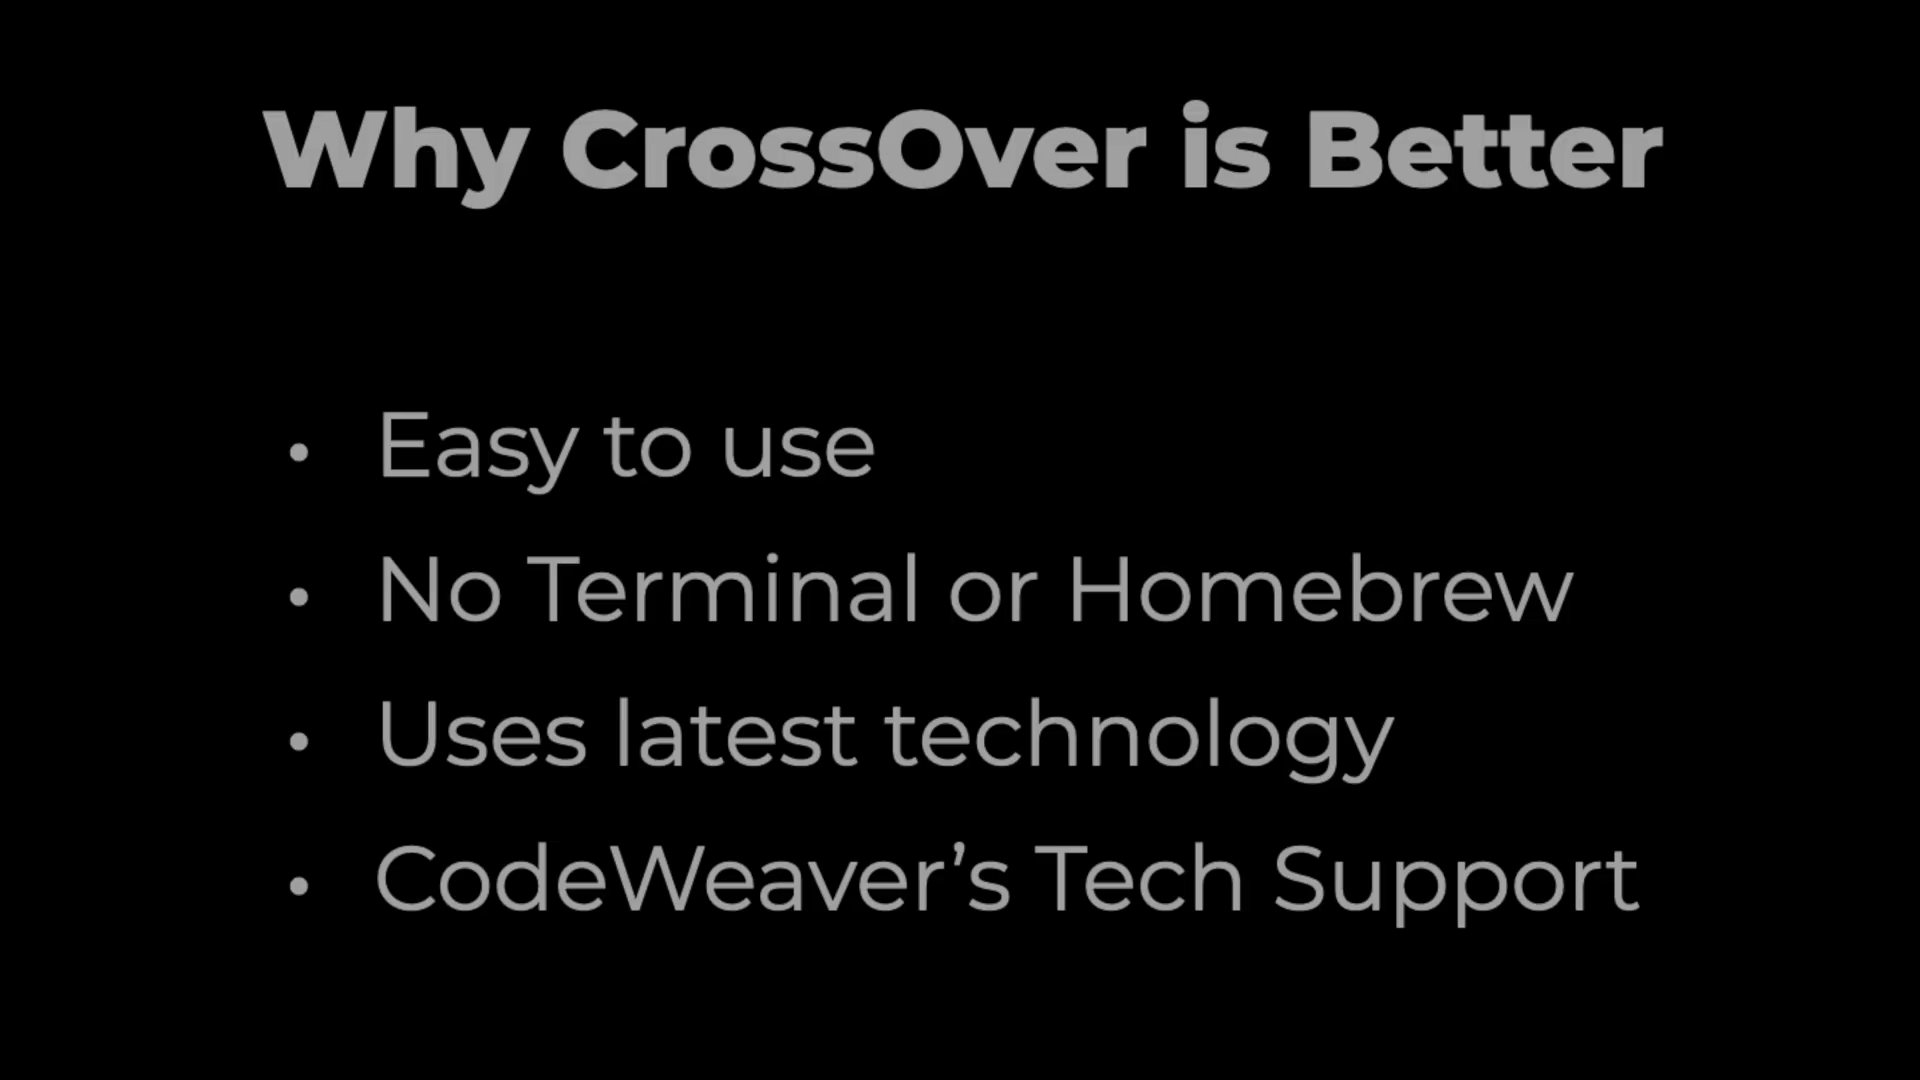 Why CrossOver is Better
• Easy to use
• No Terminal or Homebrew
• Uses latest technology
• CodeWeaver’s Tech Support